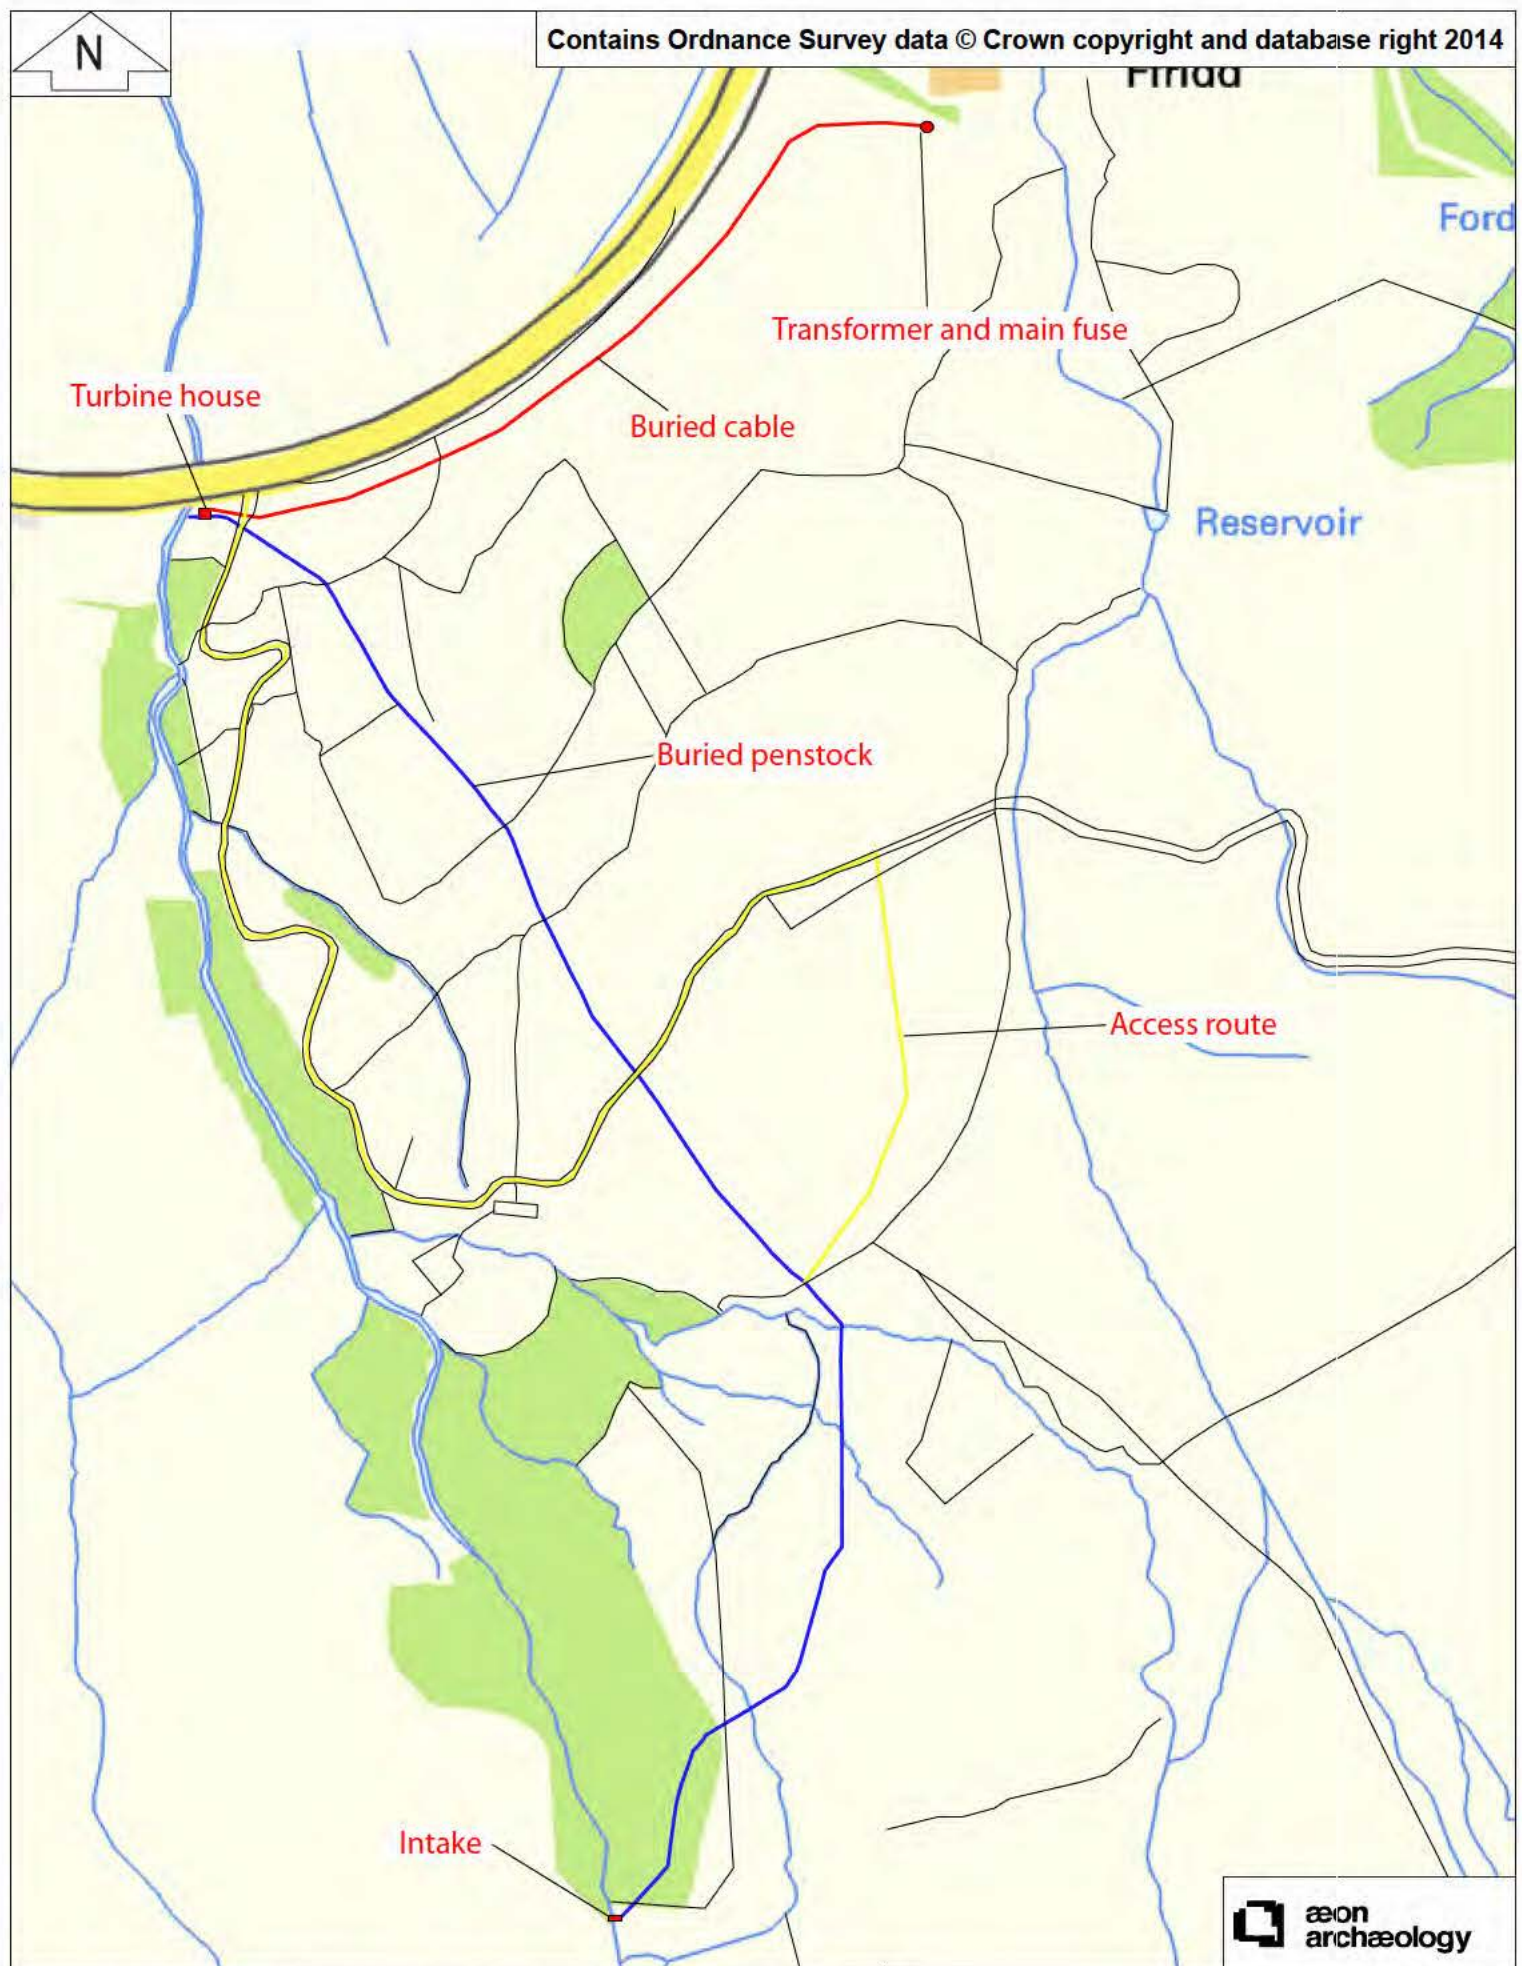 N
Contains Ordnance Survey data © Crown copyright and database right 2014
Ffridd
Ford
Transformer and main fuse
Turbine house
Buried cable
Reservoir
Buried penstock
Access route
Intake
æon
archæology